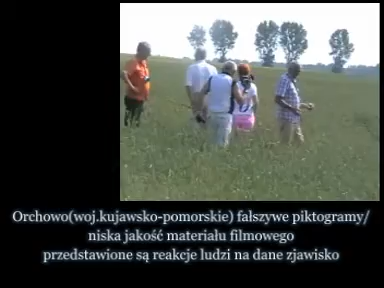 Orchowo(woj.kujawsko-pomorskie) fałszywe piktogramy/
niska jakość materiału filmowego
przedstawione są reakcje ludzi na dane zjawisko